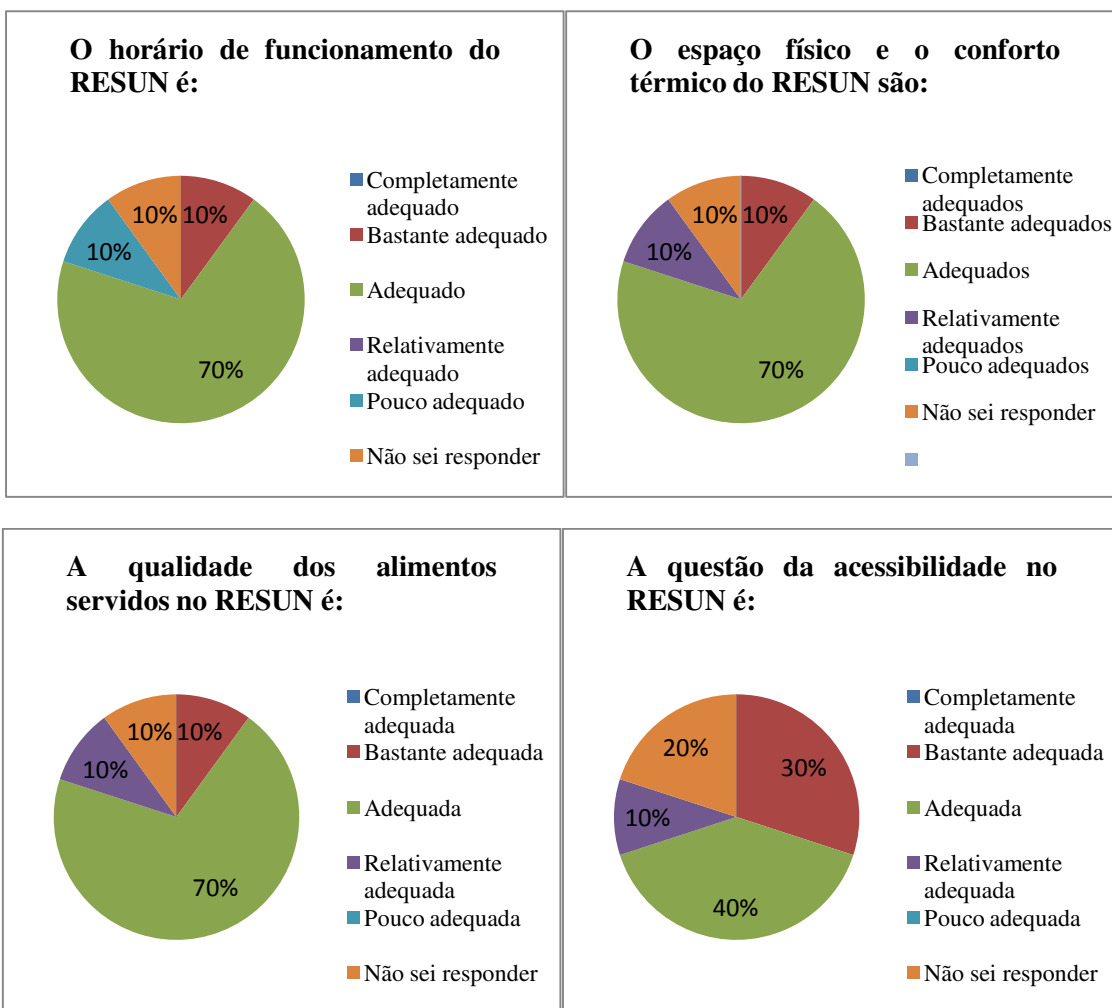 O horário de funcionamento do
RESUN é:
10%
10%
10%
70%
Completamente
adequado
Bastante adequado
Adequado
Relativamente
adequado
Pouco adequado
Não sei responder
O espaço físico e o conforto
térmico do RESUN são:
10%
10%
10%
70%
Completamente
adequados
Bastante adequados
Adequados
Relativamente
adequados
Pouco adequados
Não sei responder
A qualidade dos alimentos
servidos no RESUN é:
10%
10%
10%
70%
Completamente
adequada
Bastante adequada
Adequada
Relativamente
adequada
Pouco adequada
Não sei responder
A questão da acessibilidade no
RESUN é:
20%
30%
10%
40%
Completamente
adequada
Bastante adequada
Adequada
Relativamente
adequada
Pouco adequada
Não sei responder